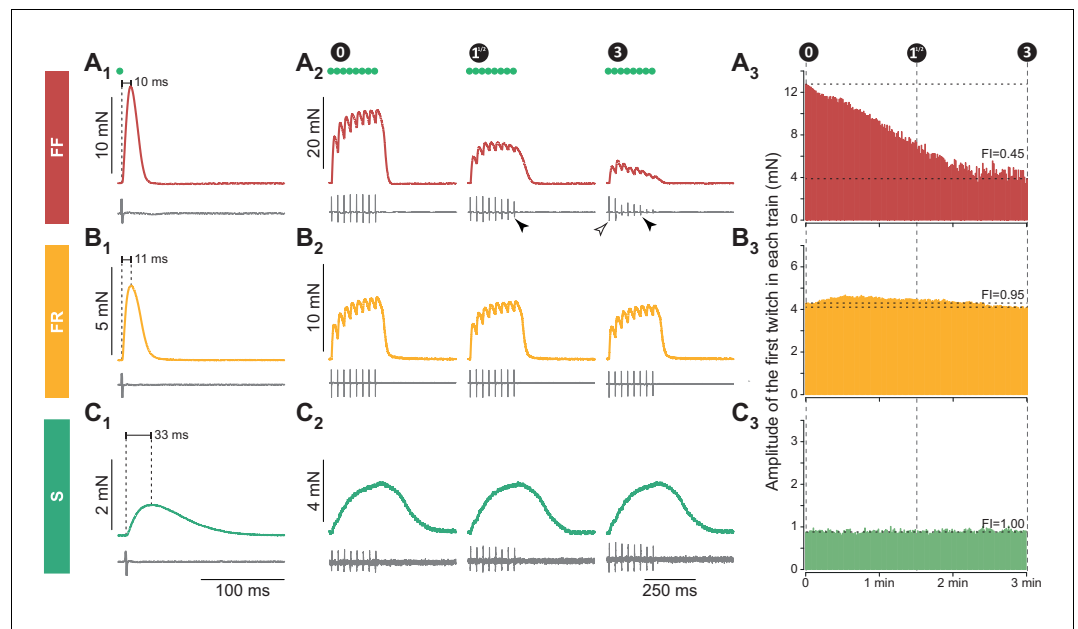 A1
10 ms
10 mN
FF
A2
0
1 1/2
3
20 mN
A3
0
1 1/2
3
12
8
4
0
FI=0.45
Amplitude of the first twitch in each train (mN)
B1
11 ms
5 mN
FR
B2
10 mN
B3
6
4
2
0
FI=0.95
C1
33 ms
2 mN
S
100 ms
C2
4 mN
250 ms
C3
3
2
1
0
FI=1.00
0
1 min
2 min
3 min